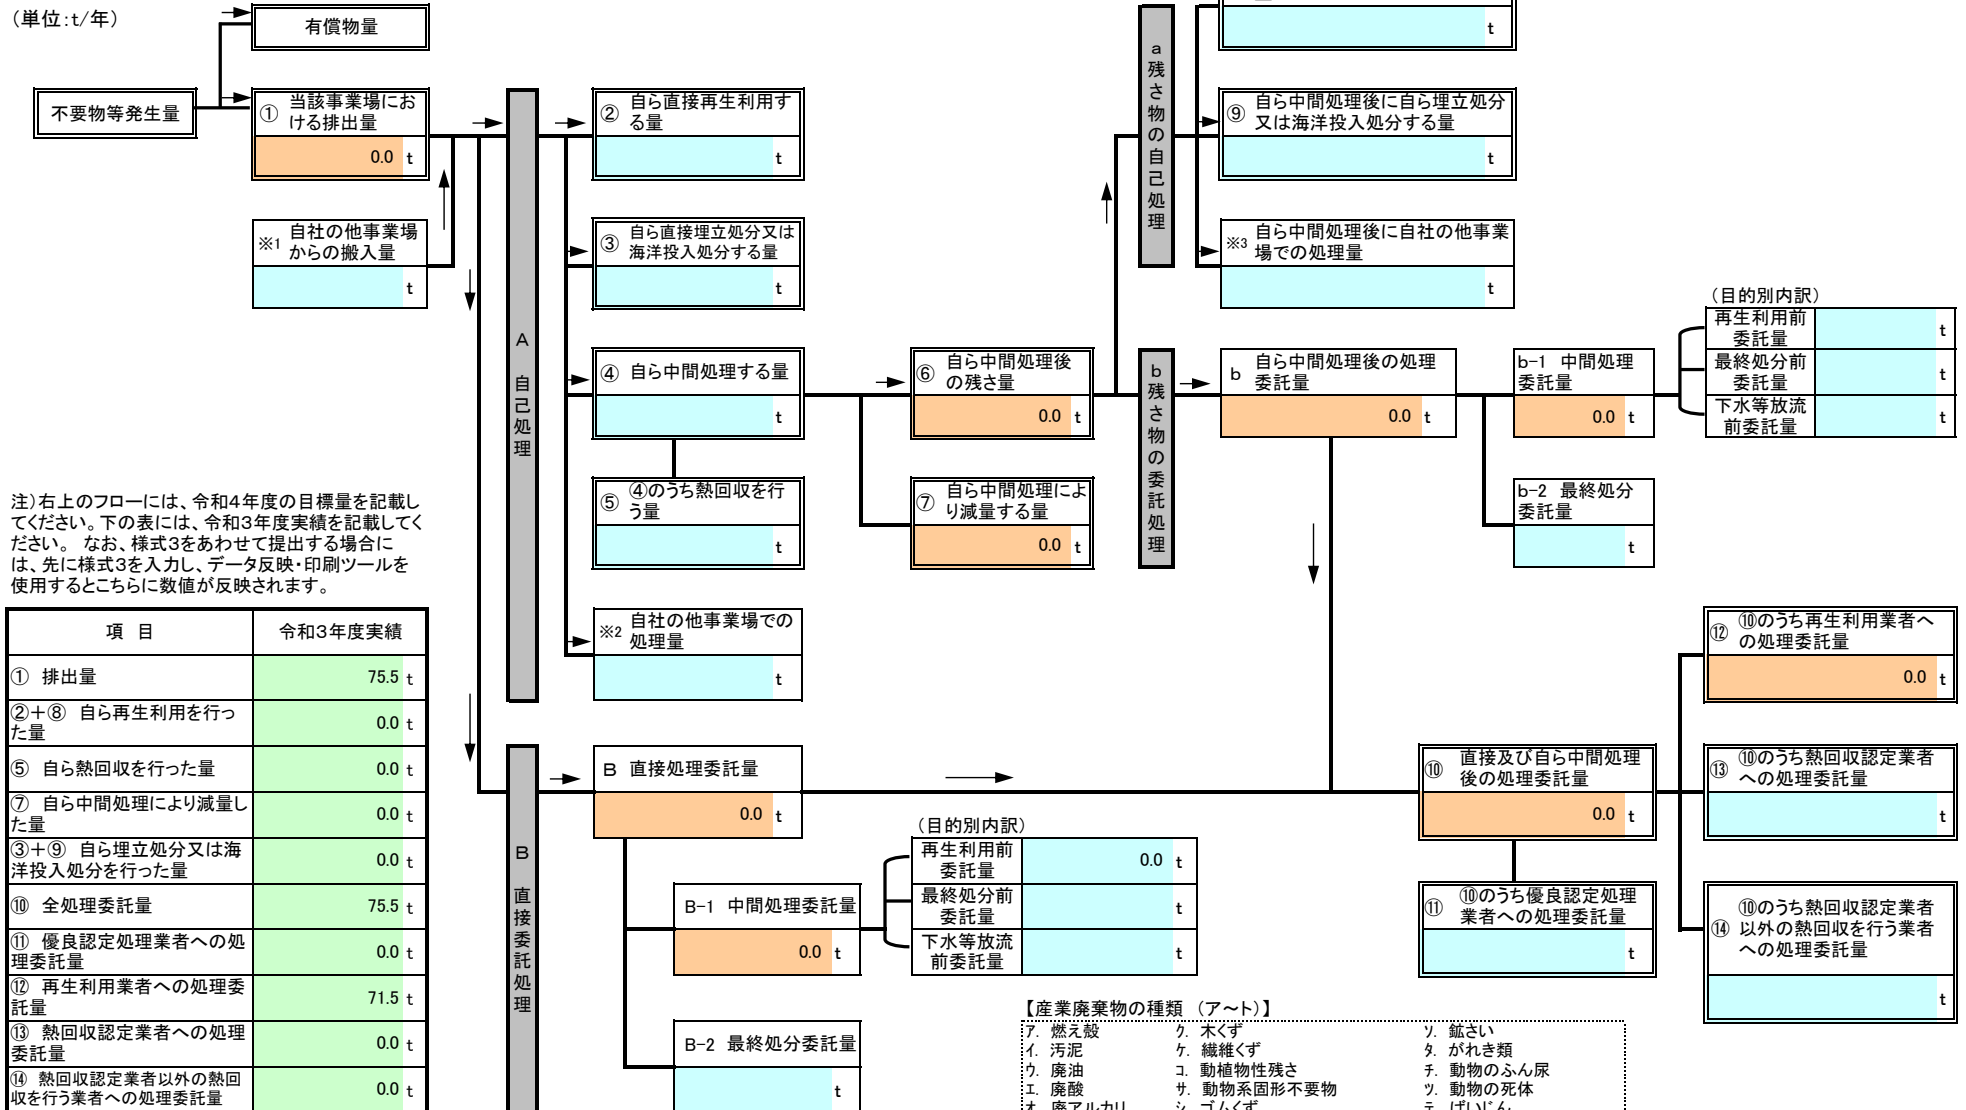 （単位：t/年）
有償物量
不要物等発生量
① 当該事業場にお
ける排出量
0.0 t
※1 自社の他事業場
からの搬入量
t
A
自己処理
② 自ら直接再生利用す
る量
t
③ 自ら直接埋立処分又は
海洋投入処分する量
t
④ 自ら中間処理する量
t
⑤ ④のうち熱回収を行
う量
t
※2 自社の他事業場での
処理量
t
⑥ 自ら中間処理後
の残さ量
0.0 t
⑦ 自ら中間処理によ
り減量する量
0.0 t
a
残さ物の自己処理
t
⑨ 自ら中間処理後に自ら埋立処分
又は海洋投入処分する量
t
※3 自ら中間処理後に自社の他事業
場での処理量
t
b
残さ物の委託処理
b 自ら中間処理後の処理
委託量
0.0 t
b-1 中間処理
委託量
0.0 t
b-2 最終処分
委託量
t
（目的別内訳）
再生利用前
委託量
t
最終処分前
委託量
t
下水等放流
前委託量
t
注）右上のフローには、令和４年度の目標量を記載し
てください。下の表には、令和３年度実績を記載してく
ださい。 なお、様式３をあわせて提出する場合に
は、先に様式３を入力し、データ反映・印刷ツールを
使用するとこちらに数値が反映されます。
項 目 令和３年度実績
① 排出量 75.5 t
②＋⑧ 自ら再生利用を行っ
た量
0.0 t
⑤ 自ら熱回収を行った量 0.0 t
⑦ 自ら中間処理により減量し
た量
0.0 t
③＋⑨ 自ら埋立処分又は海
洋投入処分を行った量
0.0 t
⑩ 全処理委託量 75.5 t
⑪ 優良認定処理業者への処
理委託量
0.0 t
⑫ 再生利用業者への処理委
託量
71.5 t
⑬ 熱回収認定業者への処理
委託量
0.0 t
⑭ 熱回収認定業者以外の熱回
収を行う業者への処理委託量
0.0 t
B
直接委託処理
B 直接処理委託量
0.0 t
B-1 中間処理委託量
0.0 t
B-2 最終処分委託量
t
（目的別内訳）
再生利用前
委託量
0.0 t
最終処分前
委託量
t
下水等放流
前委託量
t
⑩ 直接及び自ら中間処理
後の処理委託量
0.0 t
⑪ ⑩のうち優良認定処理
業者への処理委託量
t
⑫ ⑩のうち再生利用業者へ
の処理委託量
0.0 t
⑬ ⑩のうち熱回収認定業者
への処理委託量
t
⑭ ⑩のうち熱回収認定業者
以外の熱回収を行う業者
への処理委託量
t
【産業廃棄物の種類 （ア～ト）】
ｱ. 燃え殻 ｸ. 木くず ｿ. 鉱さい
ｲ. 汚泥 ｹ. 繊維くず ﾀ. がれき類
ｳ. 廃油 ｺ. 動植物性残さ ﾁ. 動物のふん尿
ｴ. 廃酸 ｻ. 動物系固形不要物 ﾂ. 動物の死体
ｵ. 廃アルカリ ｼ. ゴムくず ﾃ. ばいじん